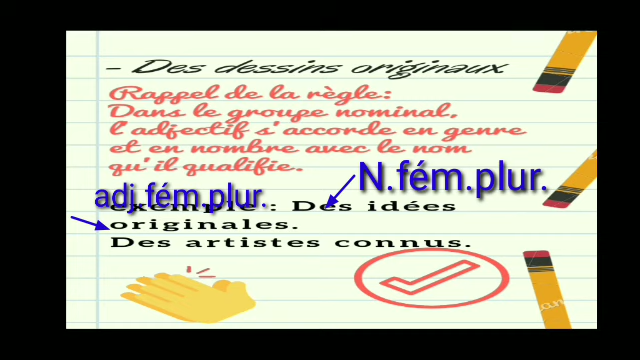 - Des dessins originaux
Rappel de la règle:
Dans le groupe nominal,
l'adjectif s'accorde en genre
et en nombre avec le nom
qu'il qualifie.
N.fém.plur.
adj.fém.plur.
exemple : Des idées
originales.
Des artistes connus.